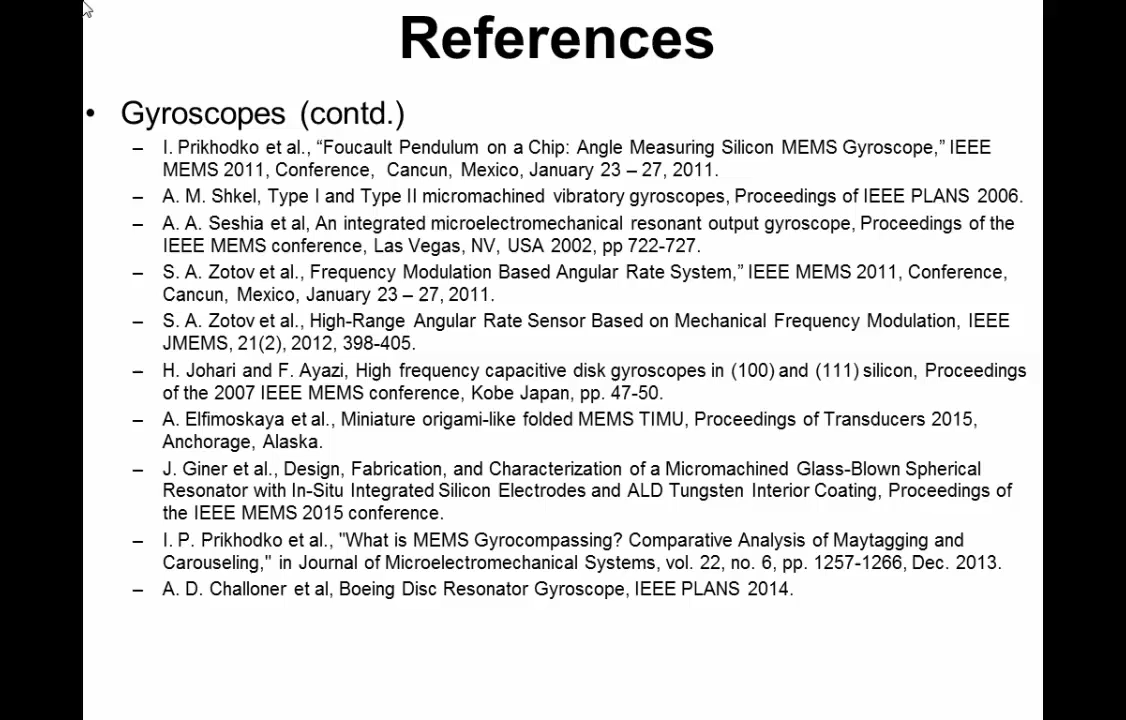 References
• Gyroscopes (contd.)
– I. Prikhodko et al., “Foucault Pendulum on a Chip: Angle Measuring Silicon MEMS Gyroscope,” IEEE
MEMS 2011, Conference, Cancun, Mexico, January 23 – 27, 2011.
– A. M. Shkel, Type I and Type II micromachined vibratory gyroscopes, Proceedings of IEEE PLANS 2006.
– A. A. Seshia et al, An integrated microelectromechanical resonant output gyroscope, Proceedings of the
IEEE MEMS conference, Las Vegas, NV, USA 2002, pp 722-727.
– S. A. Zotov et al., Frequency Modulation Based Angular Rate System,” IEEE MEMS 2011, Conference,
Cancun, Mexico, January 23 – 27, 2011.
– S. A. Zotov et al., High-Range Angular Rate Sensor Based on Mechanical Frequency Modulation, IEEE
JMEMS, 21(2), 2012, 398-405.
– H. Johari and F. Ayazi, High frequency capacitive disk gyroscopes in (100) and (111) silicon, Proceedings
of the 2007 IEEE MEMS conference, Kobe Japan, pp. 47-50.
– A. Elfimoskaya et al., Miniature origami-like folded MEMS TIMU, Proceedings of Transducers 2015,
Anchorage, Alaska.
– J. Giner et al., Design, Fabrication, and Characterization of a Micromachined Glass-Blown Spherical
Resonator with In-Situ Integrated Silicon Electrodes and ALD Tungsten Interior Coating, Proceedings of
the IEEE MEMS 2015 conference.
– I. P. Prikhodko et al., "What is MEMS Gyrocompassing? Comparative Analysis of Maytagging and
Carouseling," in Journal of Microelectromechanical Systems, vol. 22, no. 6, pp. 1257-1266, Dec. 2013.
– A. D. Challoner et al, Boeing Disc Resonator Gyroscope, IEEE PLANS 2014.